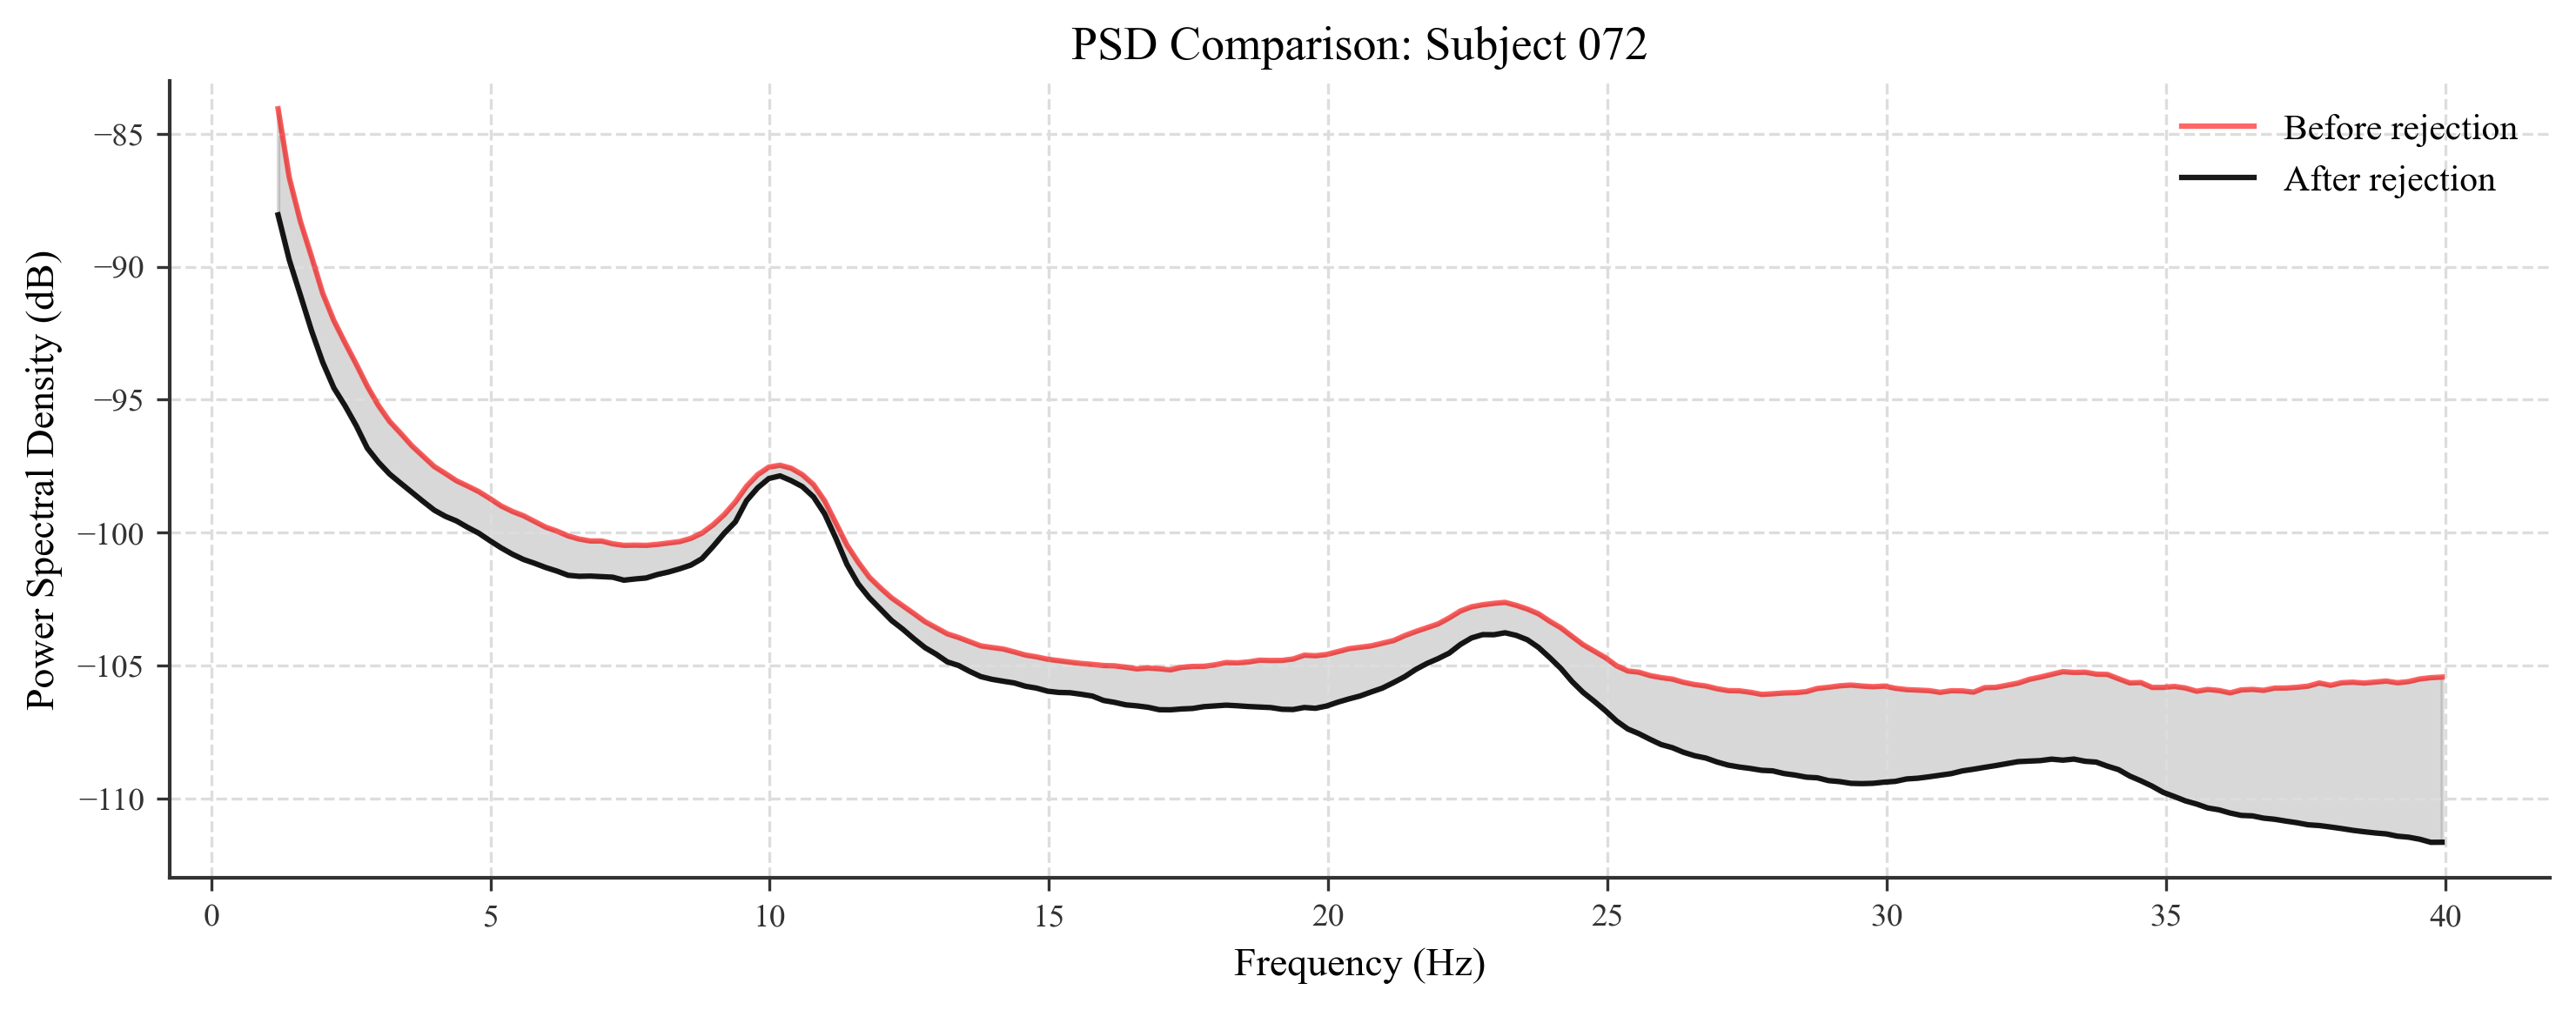 PSD Comparison: Subject 072
Before rejection
After rejection
Power Spectral Density (dB)
−85
−90
−95
−100
−105
−110
0 5 10 15 20 25 30 35 40
Frequency (Hz)